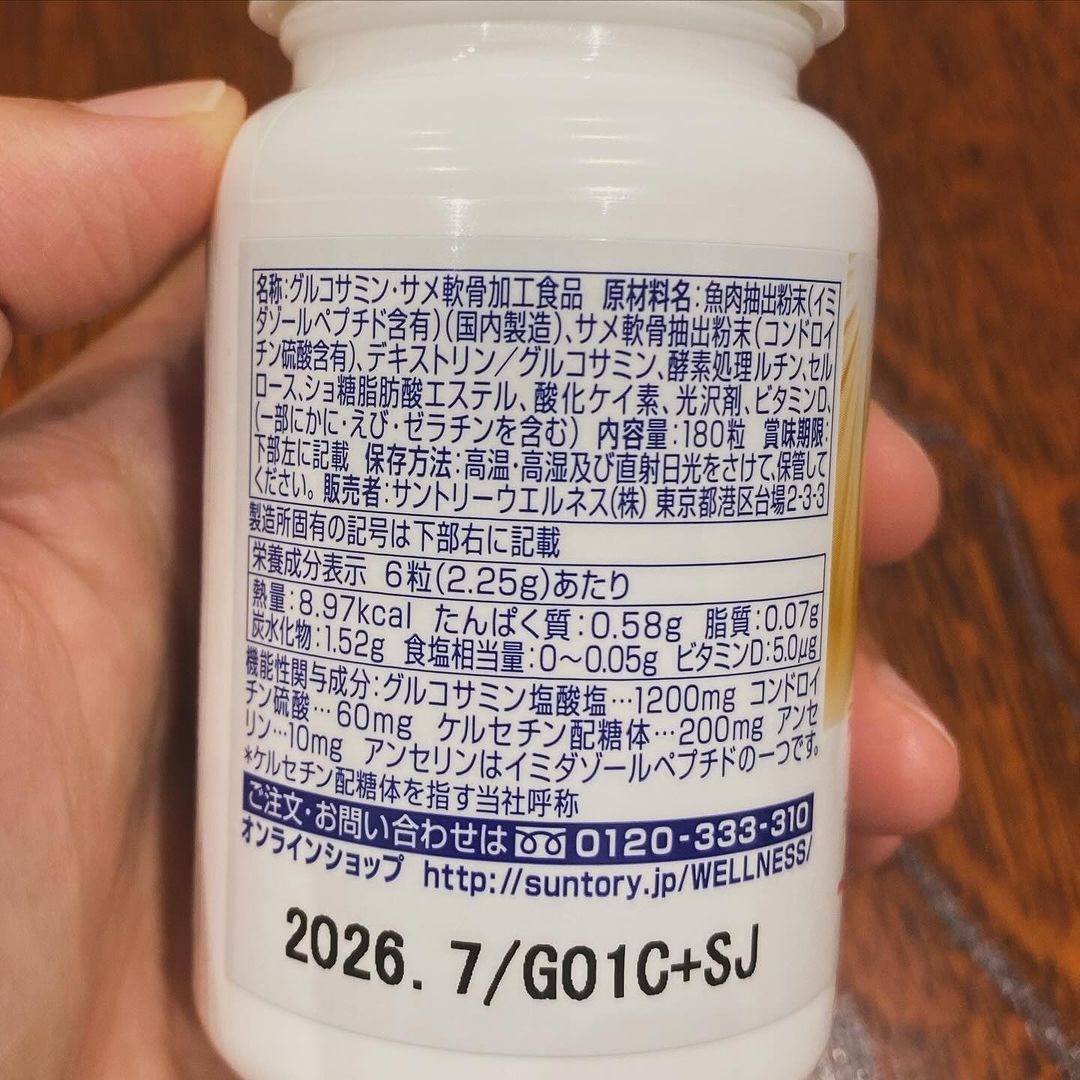 名称:グルコサミン・サメ軟骨加工食品 原材料名:魚肉抽出粉末(イミ
ダゾールペプチド含有)(国内製造)、サメ軟骨抽出粉末(コンドロイ
チン硫酸含有)、デキストリン/グルコサミン、酵素処理ルチン、セル
ロース、ショ糖脂肪酸エステル、酸化ケイ素、光沢剤、ビタミンD、
(一部にかに・えび・ゼラチンを含む) 内容量:180粒 賞味期限:
下部左に記載 保存方法:高温・高湿及び直射日光をさけて、保管して
ください。 販売者:サントリーウエルネス(株) 東京都港区台場2-3-3
製造所固有の記号は下部右に記載
栄養成分表示 6粒(2.25g)あたり
熱量:8.97kcal たんぱく質:0.58g 脂質:0.07g
炭水化物:1.52g 食塩相当量:0〜0.05g ビタミンD:5.0μg
機能性関与成分:グルコサミン塩酸塩…1200mg コンドロイ
チン硫酸…60mg ケルセチン配糖体…200mg アンセ
リン…10mg アンセリンはイミダゾールペプチドの一つです。
*ケルセチン配糖体を指す当社呼称
ご注文・お問い合わせは 0120-333-310
オンラインショップ http://suntory.jp/WELLNESS/
2026. 7/G01C+SJ